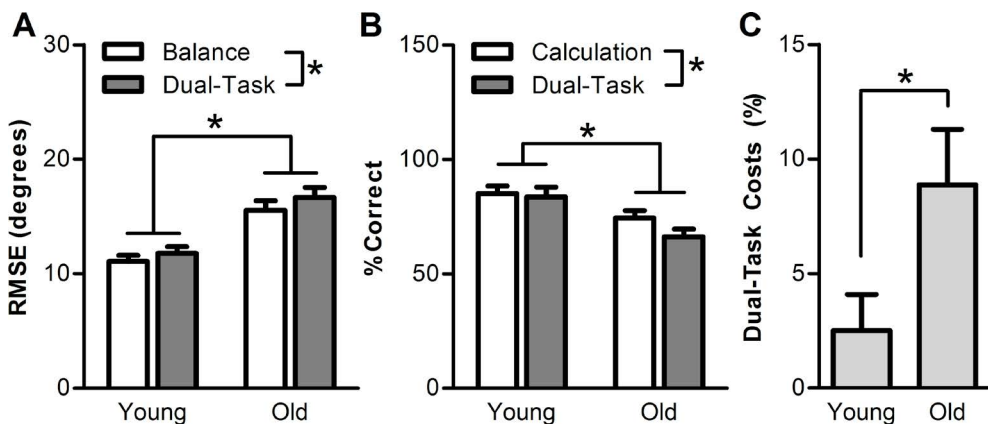 A
RMSE (degrees)
30
20
10
0
Balance
Dual-Task
*
*
Young
Old
B
%Correct
150
100
50
0
Calculation
Dual-Task
*
*
Young
Old
C
Dual-Task Costs (%)
15
10
5
0
*
Young
Old